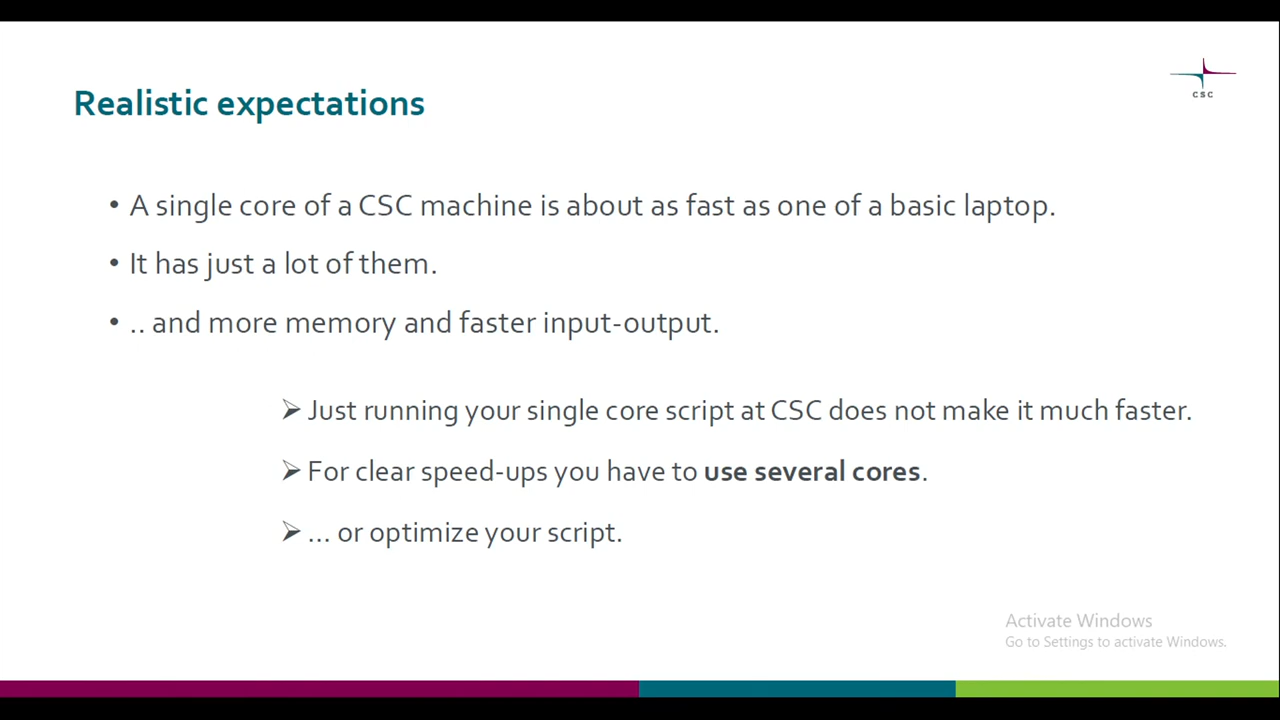 CSC
Realistic expectations
• A single core of a CSC machine is about as fast as one of a basic laptop.
• It has just a lot of them.
• .. and more memory and faster input-output.
➢ Just running your single core script at CSC does not make it much faster.
➢ For clear speed-ups you have to use several cores.
➢ ... or optimize your script.
Activate Windows
Go to Settings to activate Windows.